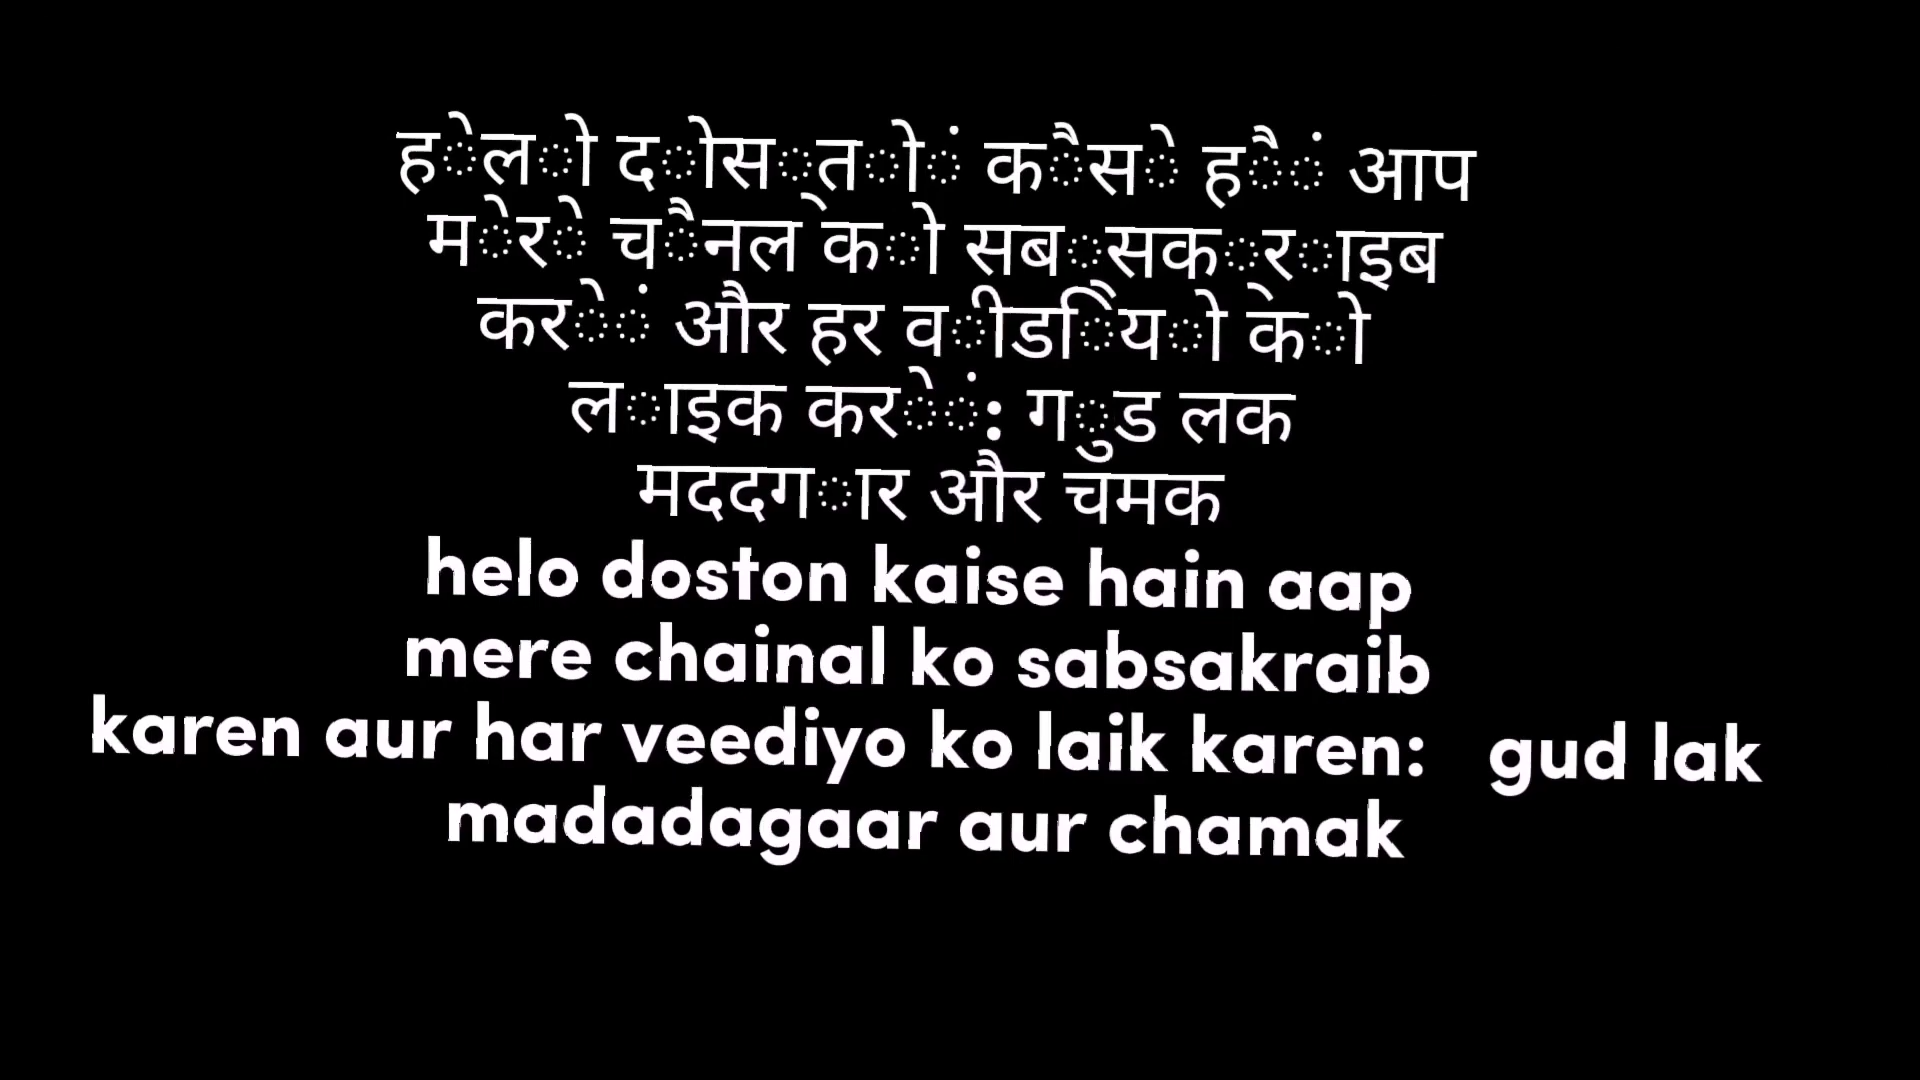 हेलो दोस्तों कैसे हैं आप
मेरे चैनल को सबस्क्राइब
करें और हर वीडियो को
लाइक करें: गुड लक
मददगार और चमक
helo doston kaise hain aap
mere chainal ko sabsakraib
karen aur har veediyo ko laik karen: gud lak
madadagaar aur chamak